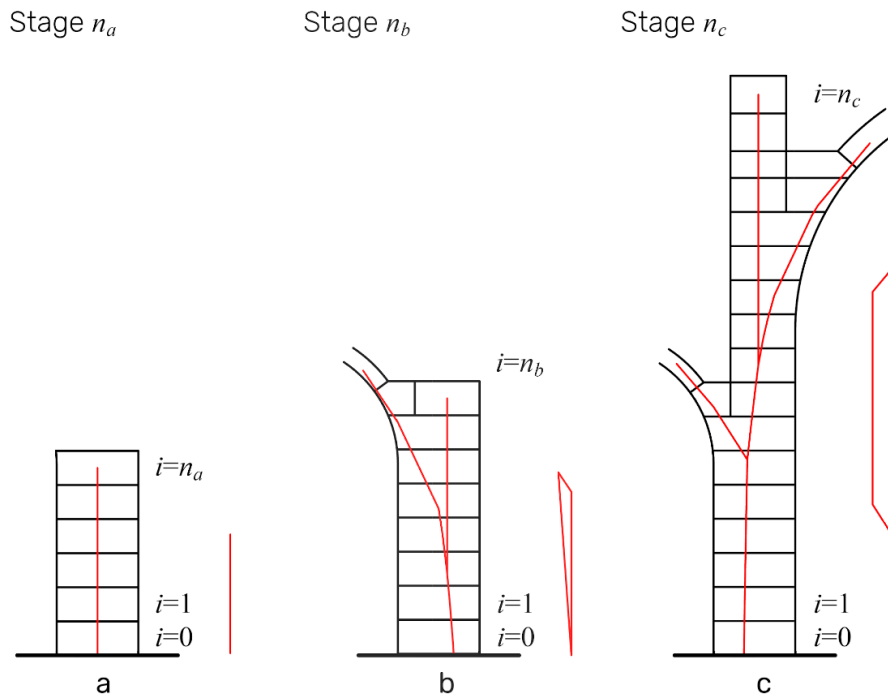 Stage n_a
Stage n_b
Stage n_c
i=n_c
i=n_b
i=n_a
i=1
i=0
i=1
i=0
i=1
i=0
a
b
c